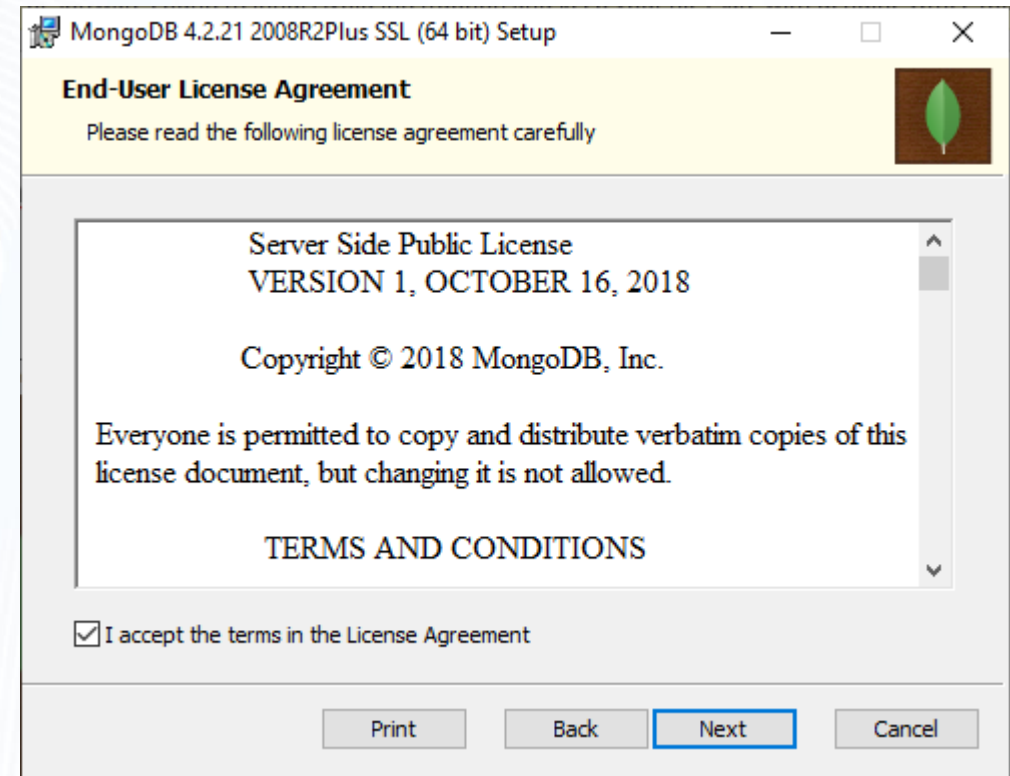 MongoDB 4.2.21 2008R2Plus SSL (64 bit) Setup
End-User License Agreement
Please read the following license agreement carefully
Server Side Public License
VERSION 1, OCTOBER 16, 2018
Copyright © 2018 MongoDB, Inc.
Everyone is permitted to copy and distribute verbatim copies of this
license document, but changing it is not allowed.
TERMS AND CONDITIONS
I accept the terms in the License Agreement
Print Back Next Cancel